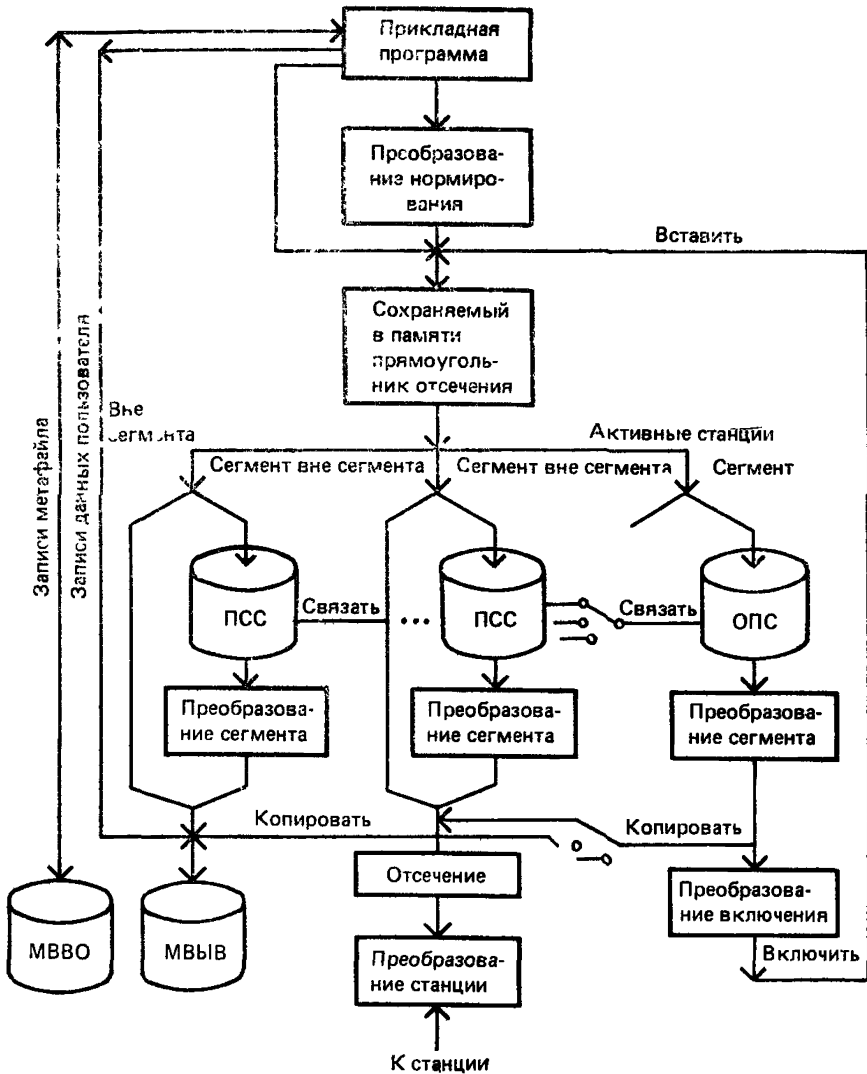 Прикладная
программа
Преобразова-
ние нормиро-
вания
Вставить
Сохраняемый
в памяти
прямоуголь-
ник отсечения
Записи метафайла
Записи данных пользователя
Вне
сегмента
Активные станции
Сегмент вне сегмента
Сегмент вне сегмента
Сегмент
ПСС
Связать
...
ПСС
Связать
ОПС
Преобразова-
ние сегмента
Преобразова-
ние сегмента
Преобразова-
ние сегмента
Копировать
Копировать
Отсечение
Преобразова-
ние включения
МВВО
МВЫВ
Преобразова-
ние станции
Включить
К станции